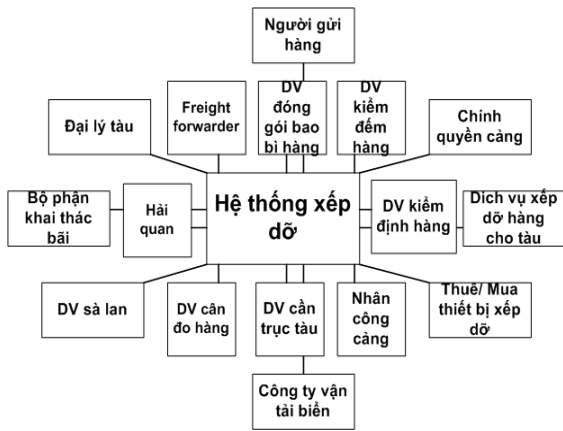 Người gửi
hàng
Đại lý tàu
Freight
forwarder
DV
đóng
gói bao
bì hàng
DV
kiểm
đếm
hàng
Chính
quyền cảng
Bộ phận
khai thác
bãi
Hải
quan
Hệ thống xếp
dỡ
DV kiểm
định hàng
Dich vụ xếp
dỡ hàng
cho tàu
DV sà lan
DV cân
đo hàng
DV cần
trục tàu
Nhân
công
cảng
Thuê/ Mua
thiết bị xếp
dỡ
Công ty vận
tải biển